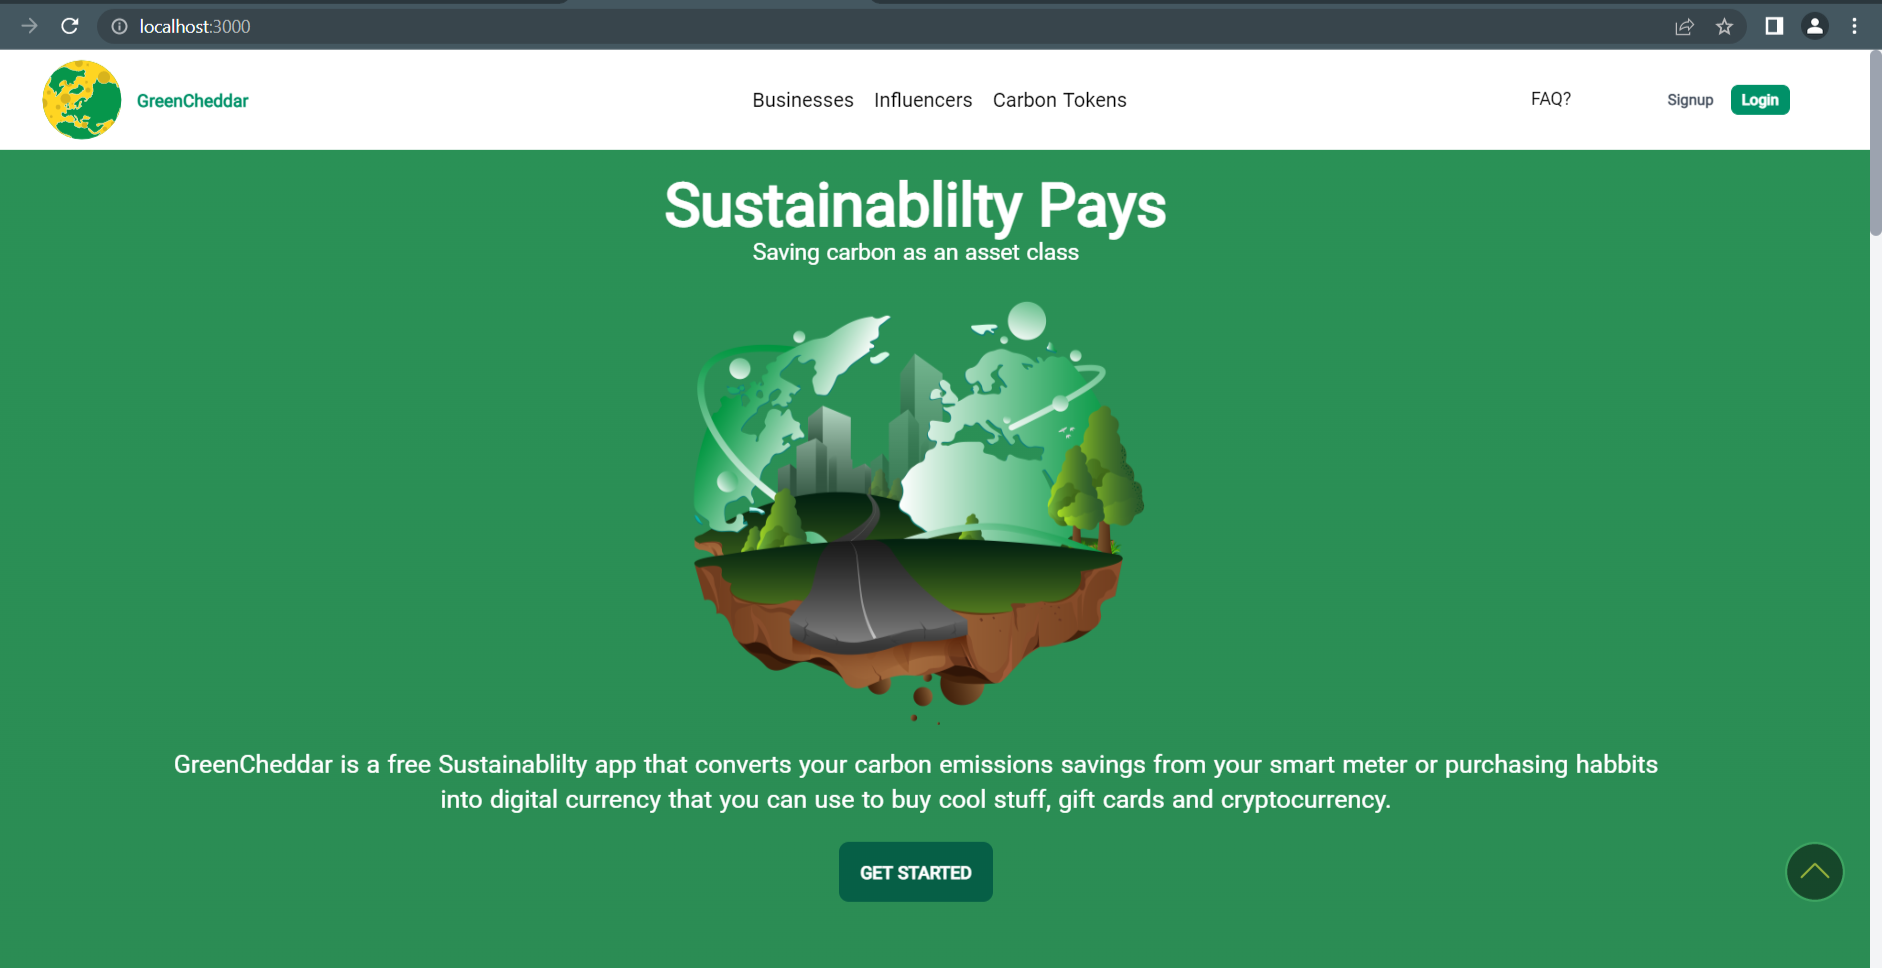 localhost:3000
GreenCheddar
Businesses Influencers Carbon Tokens
FAQ?
Signup
Login
Sustainablilty Pays
Saving carbon as an asset class
GreenCheddar is a free Sustainablilty app that converts your carbon emissions savings from your smart meter or purchasing habbits
into digital currency that you can use to buy cool stuff, gift cards and cryptocurrency.
GET STARTED